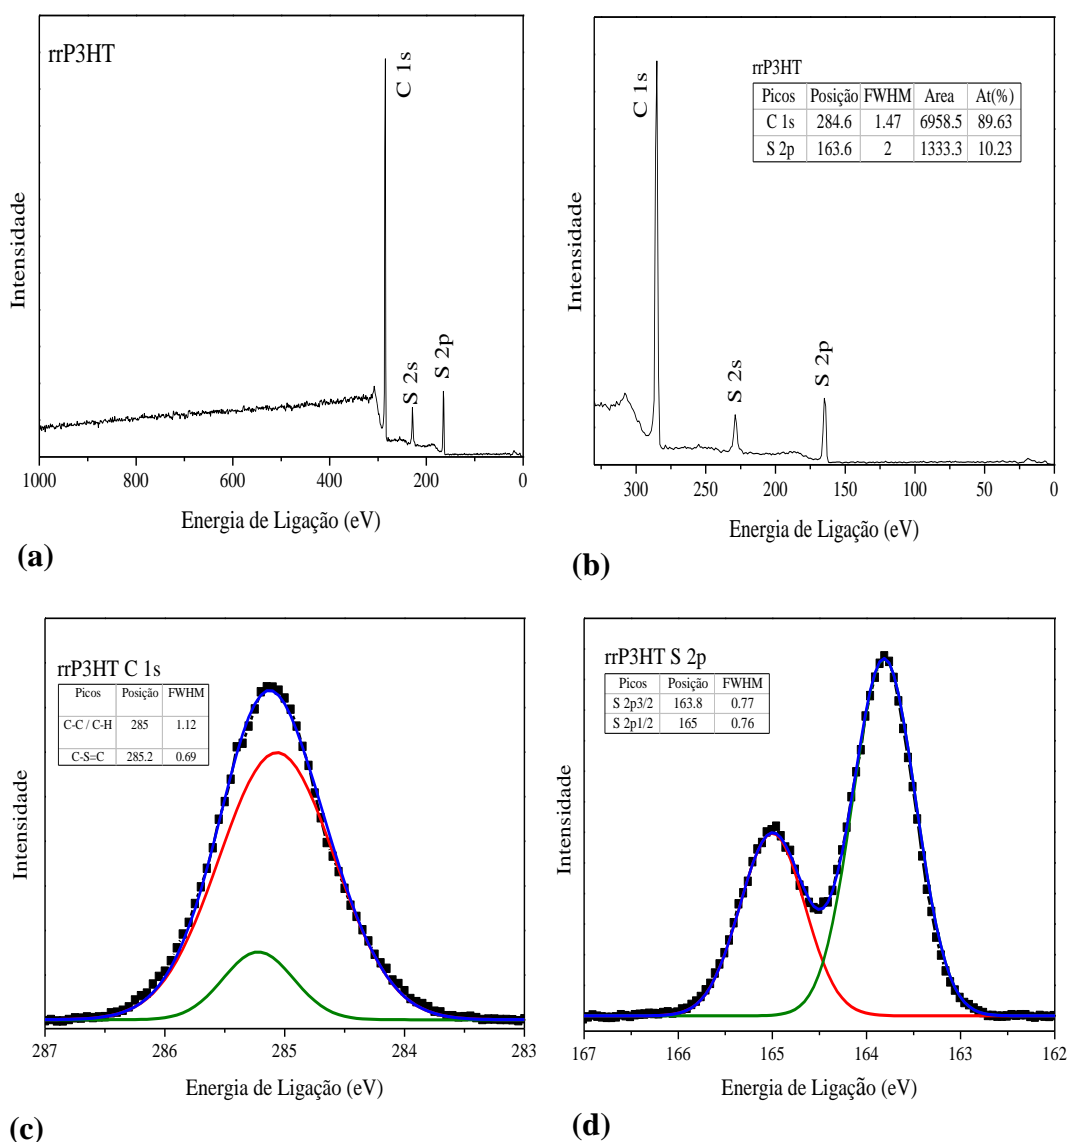 rrP3HT
C 1s
S 2s
S 2p
Intensidade
1000 800 600 400 200 0
Energia de Ligação (eV)
(a)
C 1s
rrP3HT
Picos Posição FWHM Area At(%)
C 1s 284.6 1.47 6958.5 89.63
S 2p 163.6 2 1333.3 10.23
S 2s
S 2p
Intensidade
300 250 200 150 100 50 0
Energia de Ligação (eV)
(b)
rrP3HT C 1s
Picos Posição FWHM
C-C / C-H 285 1.12
C-S=C 285.2 0.69
Intensidade
287 286 285 284 283
Energia de Ligação (eV)
(c)
rrP3HT S 2p
Picos Posição FWHM
S 2p3/2 163.8 0.77
S 2p1/2 165 0.76
Intensidade
167 166 165 164 163 162
Energia de Ligação (eV)
(d)